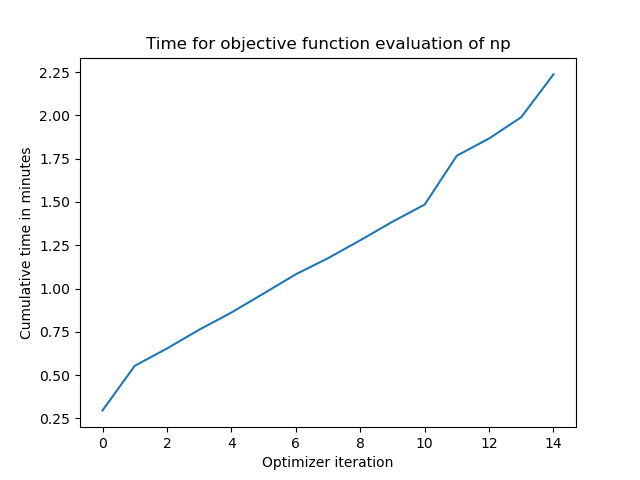 Time for objective function evaluation of np
2.25
2.00
1.75
1.50
1.25
1.00
0.75
0.50
0.25
Cumulative time in minutes
0 2 4 6 8 10 12 14
Optimizer iteration